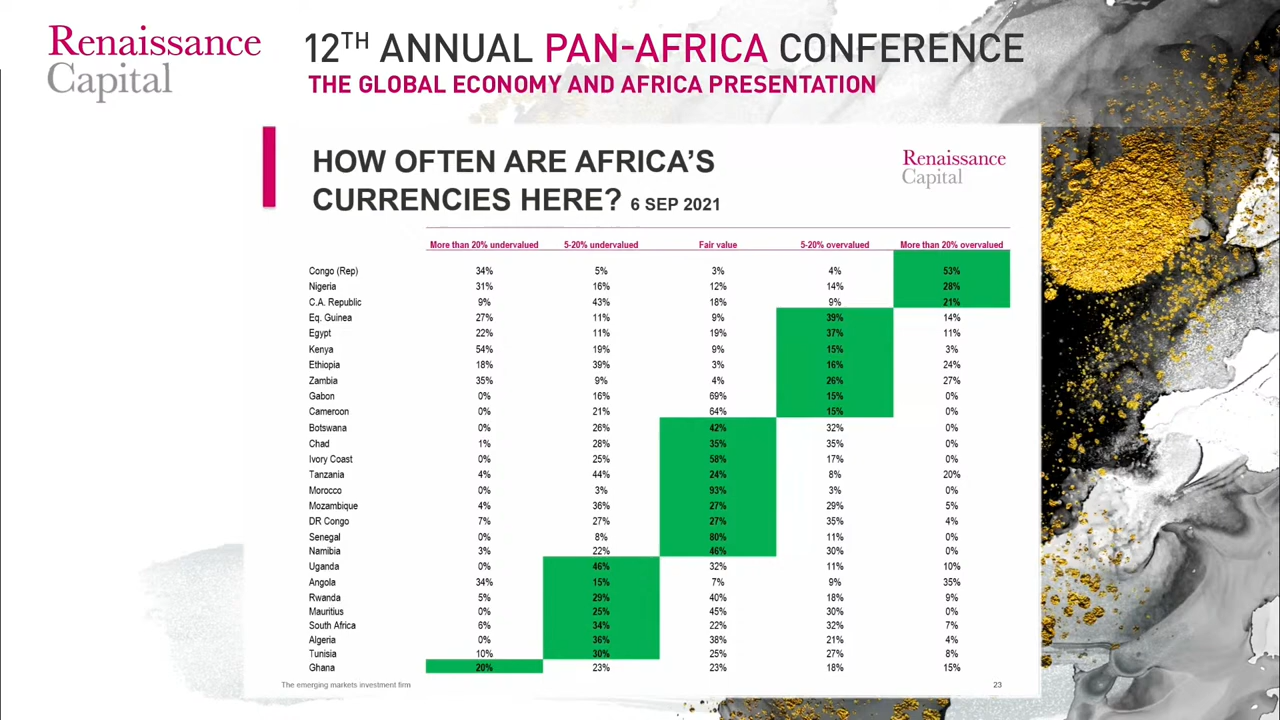 Renaissance
Capital
12TH ANNUAL PAN-AFRICA CONFERENCE
THE GLOBAL ECONOMY AND AFRICA PRESENTATION
HOW OFTEN ARE AFRICA'S
CURRENCIES HERE? 6 SEP 2021
Renaissance
Capital
More than 20% undervalued 5-20% undervalued Fair value 5-20% overvalued More than 20% overvalued
Congo (Rep) 34% 5% 3% 4% 53%
Nigeria 31% 16% 12% 14% 28%
C.A. Republic 9% 43% 18% 9% 21%
Eq. Guinea 27% 11% 9% 39% 14%
Egypt 22% 11% 19% 37% 11%
Kenya 54% 19% 9% 15% 3%
Ethiopia 18% 39% 3% 16% 24%
Zambia 35% 9% 4% 26% 27%
Gabon 0% 16% 69% 15% 0%
Cameroon 0% 21% 64% 15% 0%
Botswana 0% 26% 42% 32% 0%
Chad 1% 28% 35% 35% 0%
Ivory Coast 0% 25% 58% 17% 0%
Tanzania 4% 44% 24% 8% 20%
Morocco 0% 3% 93% 3% 0%
Mozambique 4% 36% 27% 29% 5%
DR Congo 7% 27% 27% 35% 4%
Senegal 0% 8% 80% 11% 0%
Namibia 3% 22% 46% 30% 0%
Uganda 0% 46% 32% 11% 10%
Angola 34% 15% 7% 9% 35%
Rwanda 5% 29% 40% 18% 9%
Mauritius 0% 25% 45% 30% 0%
South Africa 6% 34% 22% 32% 7%
Algeria 0% 36% 38% 21% 4%
Tunisia 10% 30% 25% 27% 8%
Ghana 20% 23% 23% 18% 15%
The emerging markets investment firm 23